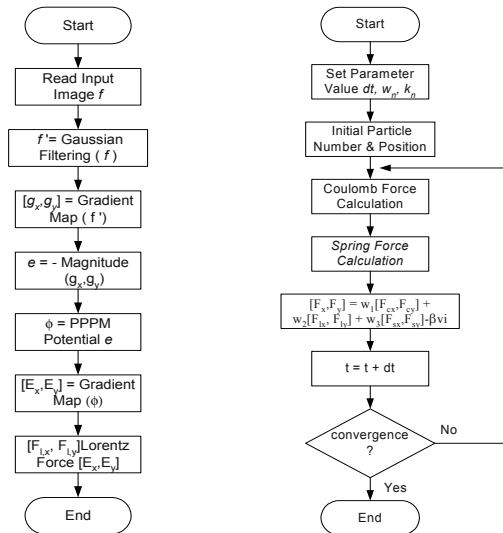 Start
Read Input
Image f
f '= Gaussian
Filtering ( f )
[gx,gy] = Gradient
Map ( f ' )
e = - Magnitude
(gx,gy)
ϕ = PPPM
Potential e
[Ex,Ey] = Gradient
Map (ϕ)
[Fl,x, Fl,y]Lorentz
Force [Ex,Ey]
End
Start
Set Parameter
Value dt, wn, kn
Initial Particle
Number & Position
Coulomb Force
Calculation
Spring Force
Calculation
[Fx,Fy] = w1[Fcx,Fcy] +
w2[Flx, Fly] + w3[Fsx,Fsy]-βvi
t = t + dt
convergence
?
No
Yes
End